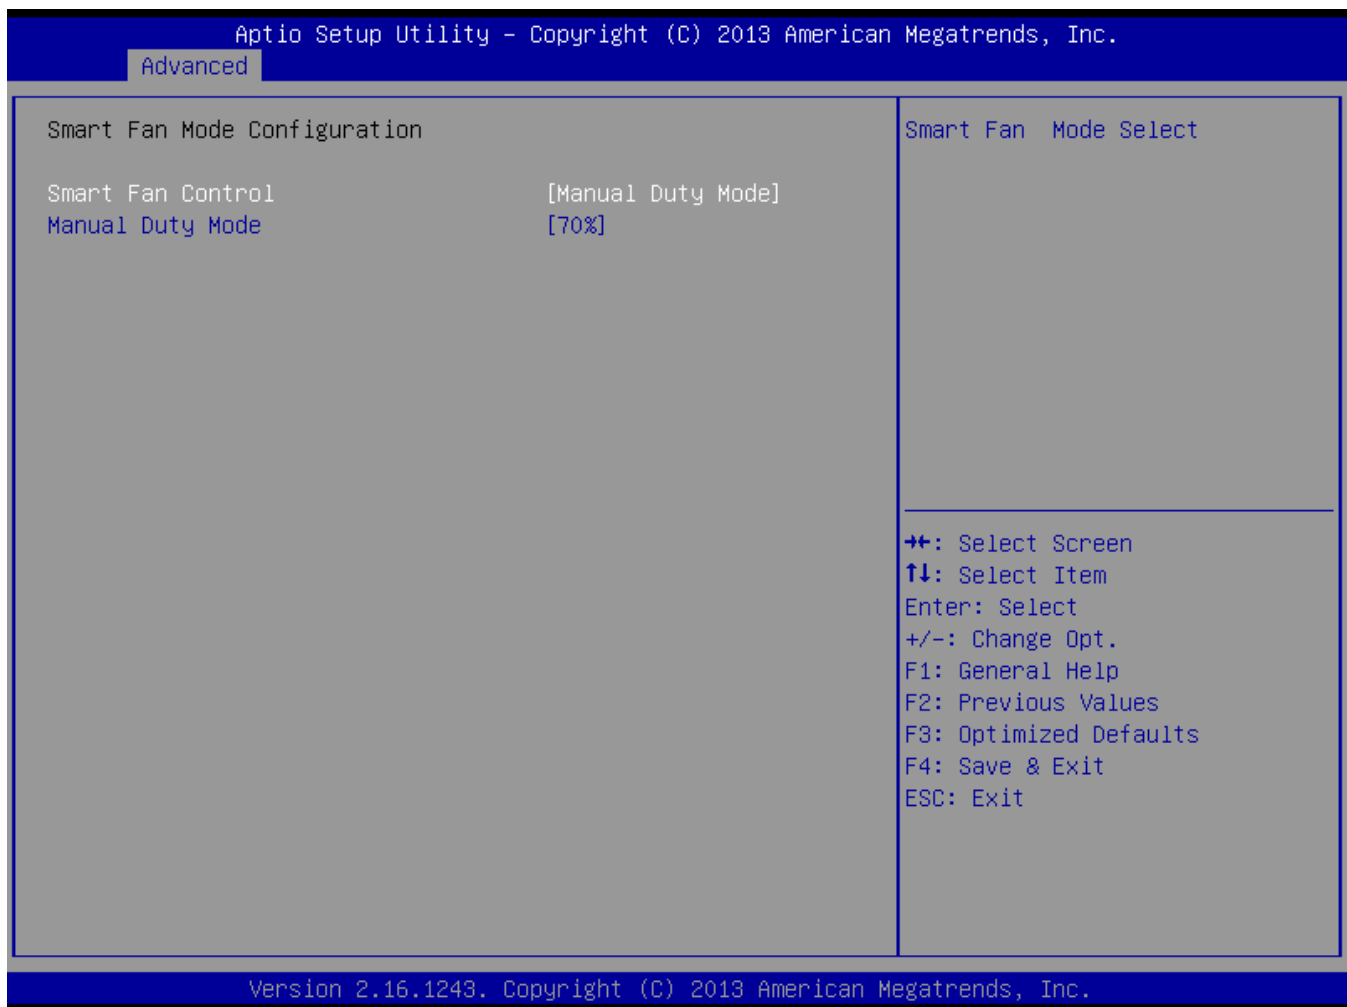 Aptio Setup Utility – Copyright (C) 2013 American Megatrends, Inc.
Advanced
Smart Fan Mode Configuration
Smart Fan Control [Manual Duty Mode]
Manual Duty Mode [70%]
Smart Fan  Mode Select
→←: Select Screen
↑↓: Select Item
Enter: Select
+/-: Change Opt.
F1: General Help
F2: Previous Values
F3: Optimized Defaults
F4: Save & Exit
ESC: Exit
Version 2.16.1243. Copyright (C) 2013 American Megatrends, Inc.